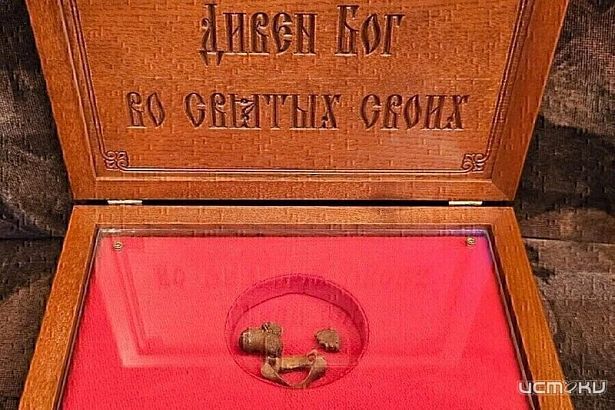 Дивен Бог
во святых своих
истоки